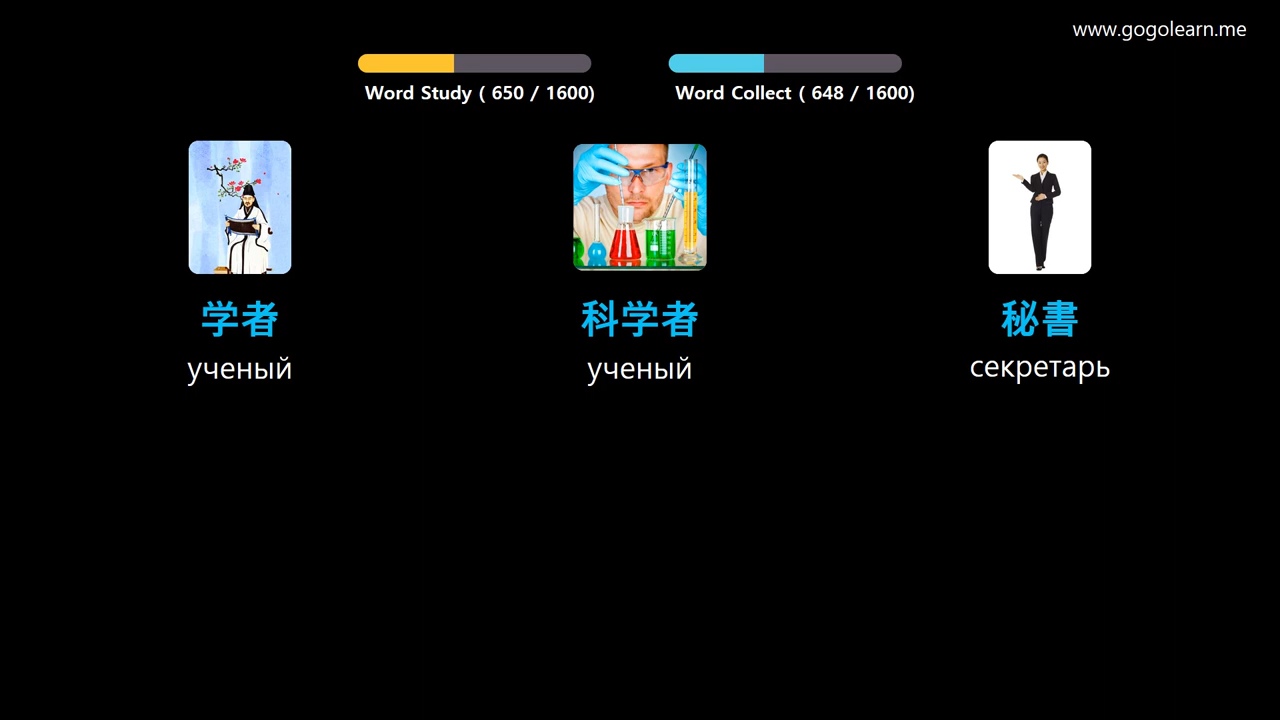 www.gogolearn.me
Word Study ( 650 / 1600)
Word Collect ( 648 / 1600)
学者
科学者
秘書
ученый
ученый
секретарь